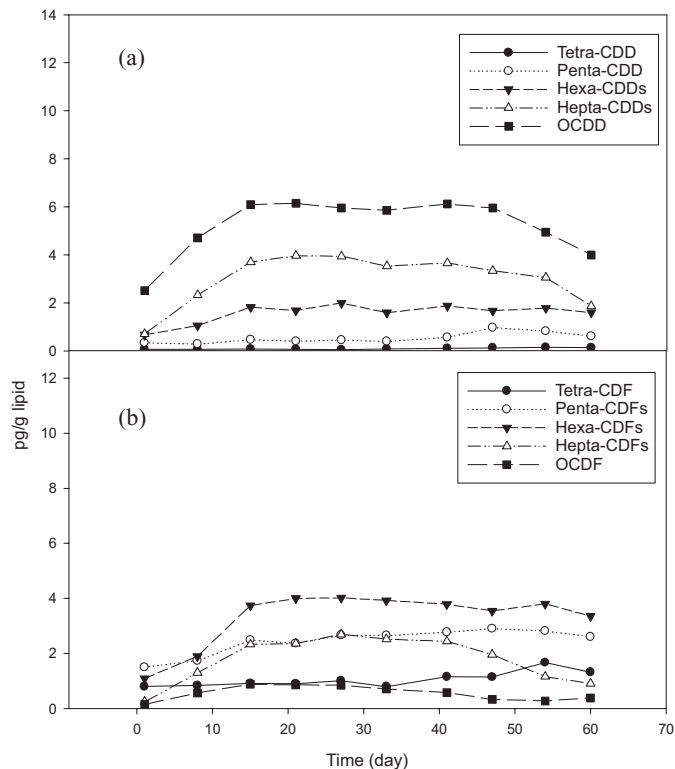 14
12
10
8
6
4
2
0
(a)
Tetra-CDD
Penta-CDD
Hexa-CDDs
Hepta-CDDs
OCDD
pg/g lipid
12
10
8
6
4
2
0
(b)
Tetra-CDF
Penta-CDFs
Hexa-CDFs
Hepta-CDFs
OCDF
0 10 20 30 40 50 60 70
Time (day)